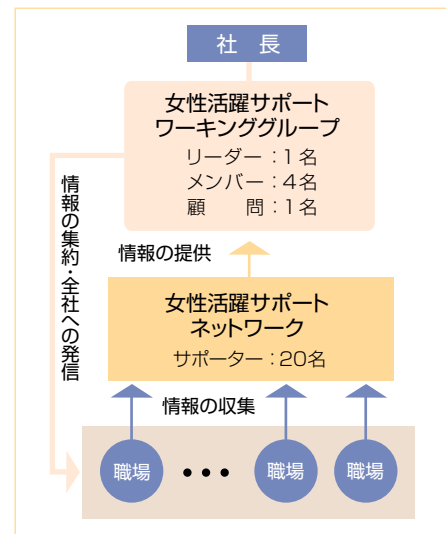 社　長
女性活躍サポート
ワーキンググループ
リーダー：1名
メンバー：4名
顧　　問：1名
情報の集約・全社への発信
情報の提供
女性活躍サポート
ネットワーク
サポーター：20名
情報の収集
職場 ・・・ 職場 職場